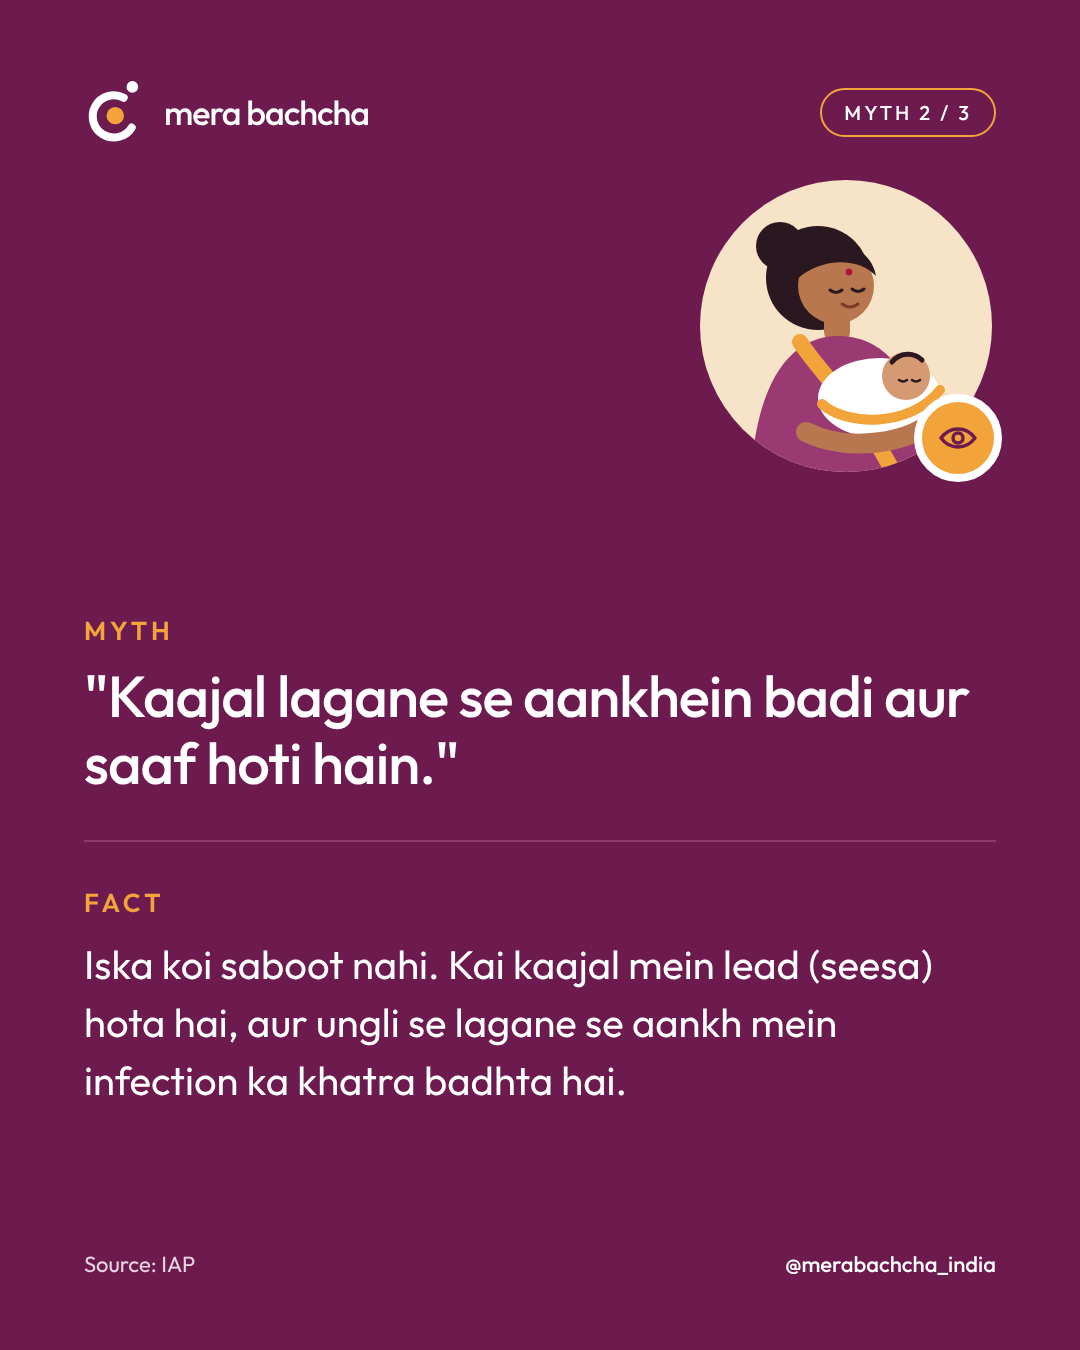 mera bachcha
MYTH 2 / 3
MYTH
"Kaajal lagane se aankhein badi aur
saaf hoti hain."
FACT
Iska koi saboot nahi. Kai kaajal mein lead (seesa)
hota hai, aur ungli se lagane se aankh mein
infection ka khatra badhta hai.
Source: IAP
@merabachcha_india